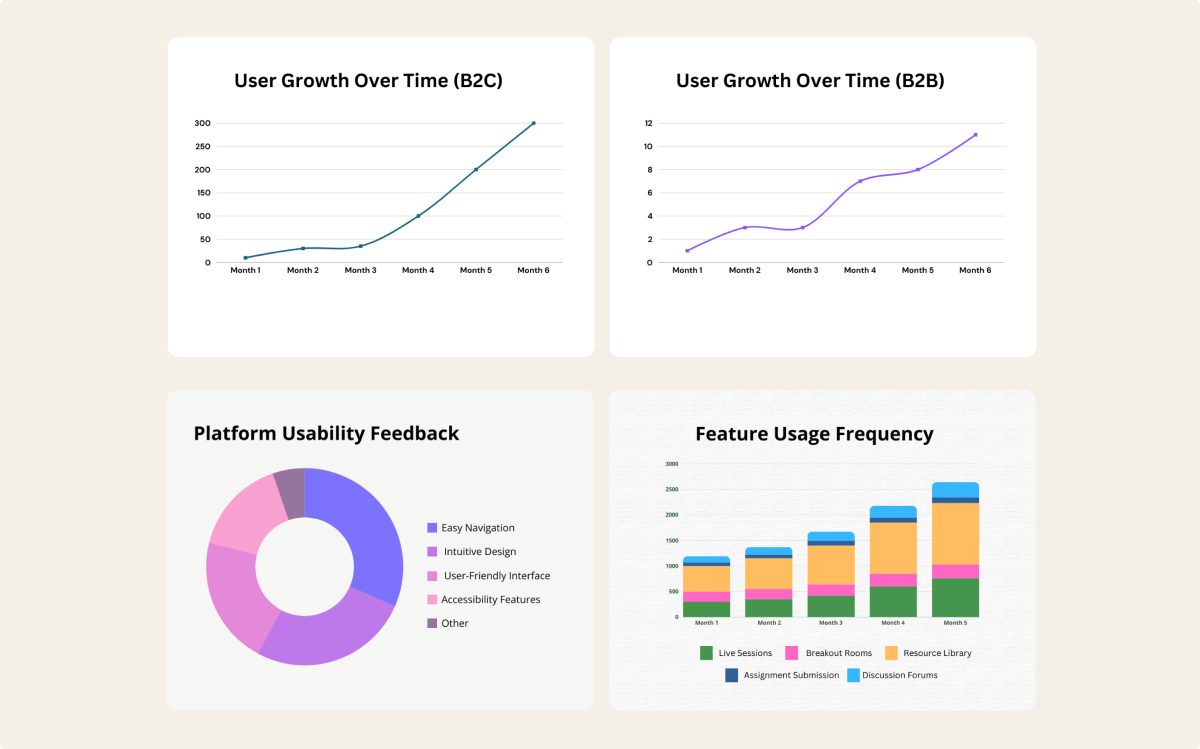 User Growth Over Time (B2C)
300
250
200
150
100
50
0
Month 1 Month 2 Month 3 Month 4 Month 5 Month 6
User Growth Over Time (B2B)
12
10
8
6
4
2
0
Month 1 Month 2 Month 3 Month 4 Month 5 Month 6
Platform Usability Feedback
Easy Navigation
Intuitive Design
User-Friendly Interface
Accessibility Features
Other
Feature Usage Frequency
3000
2500
2000
1500
1000
500
0
Month 1 Month 2 Month 3 Month 4 Month 5
Live Sessions Breakout Rooms Resource Library
Assignment Submission Discussion Forums